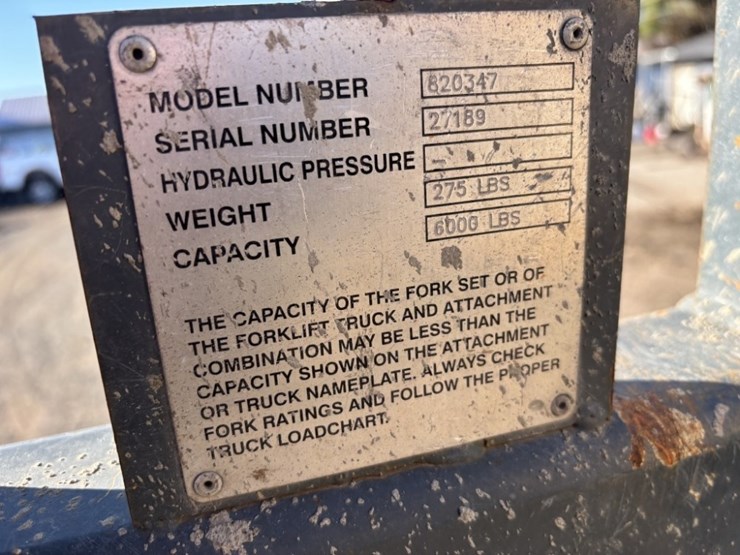 MODEL NUMBER 820347
SERIAL NUMBER 27189
HYDRAULIC PRESSURE -
WEIGHT 275 LBS
CAPACITY 6000 LBS
THE CAPACITY OF THE FORK SET OR OF
THE FORKLIFT TRUCK AND ATTACHMENT
COMBINATION MAY BE LESS THAN THE
CAPACITY SHOWN ON THE ATTACHMENT
OR TRUCK NAMEPLATE. ALWAYS CHECK
FORK RATINGS AND FOLLOW THE PROPER
TRUCK LOADCHART.